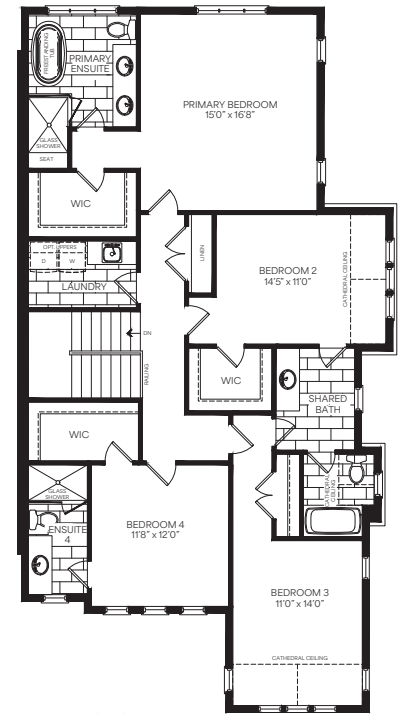 FREESTANDING
TUB
PRIMARY
ENSUITE
PRIMARY BEDROOM
15'0" x 16'8"
GLASS
SHOWER
SEAT
WIC
OPT. UPPERS
D
W
LAUNDRY
LINEN
BEDROOM 2
14'5" x 11'0"
CATHEDRAL CEILING
DN
RAILING
WIC
SHARED
BATH
WIC
GLASS
SHOWER
ENSUITE
4
BEDROOM 4
11'8" x 12'0"
CATHEDRAL
CEILING
BEDROOM 3
11'0" x 14'0"
CATHEDRAL CEILING